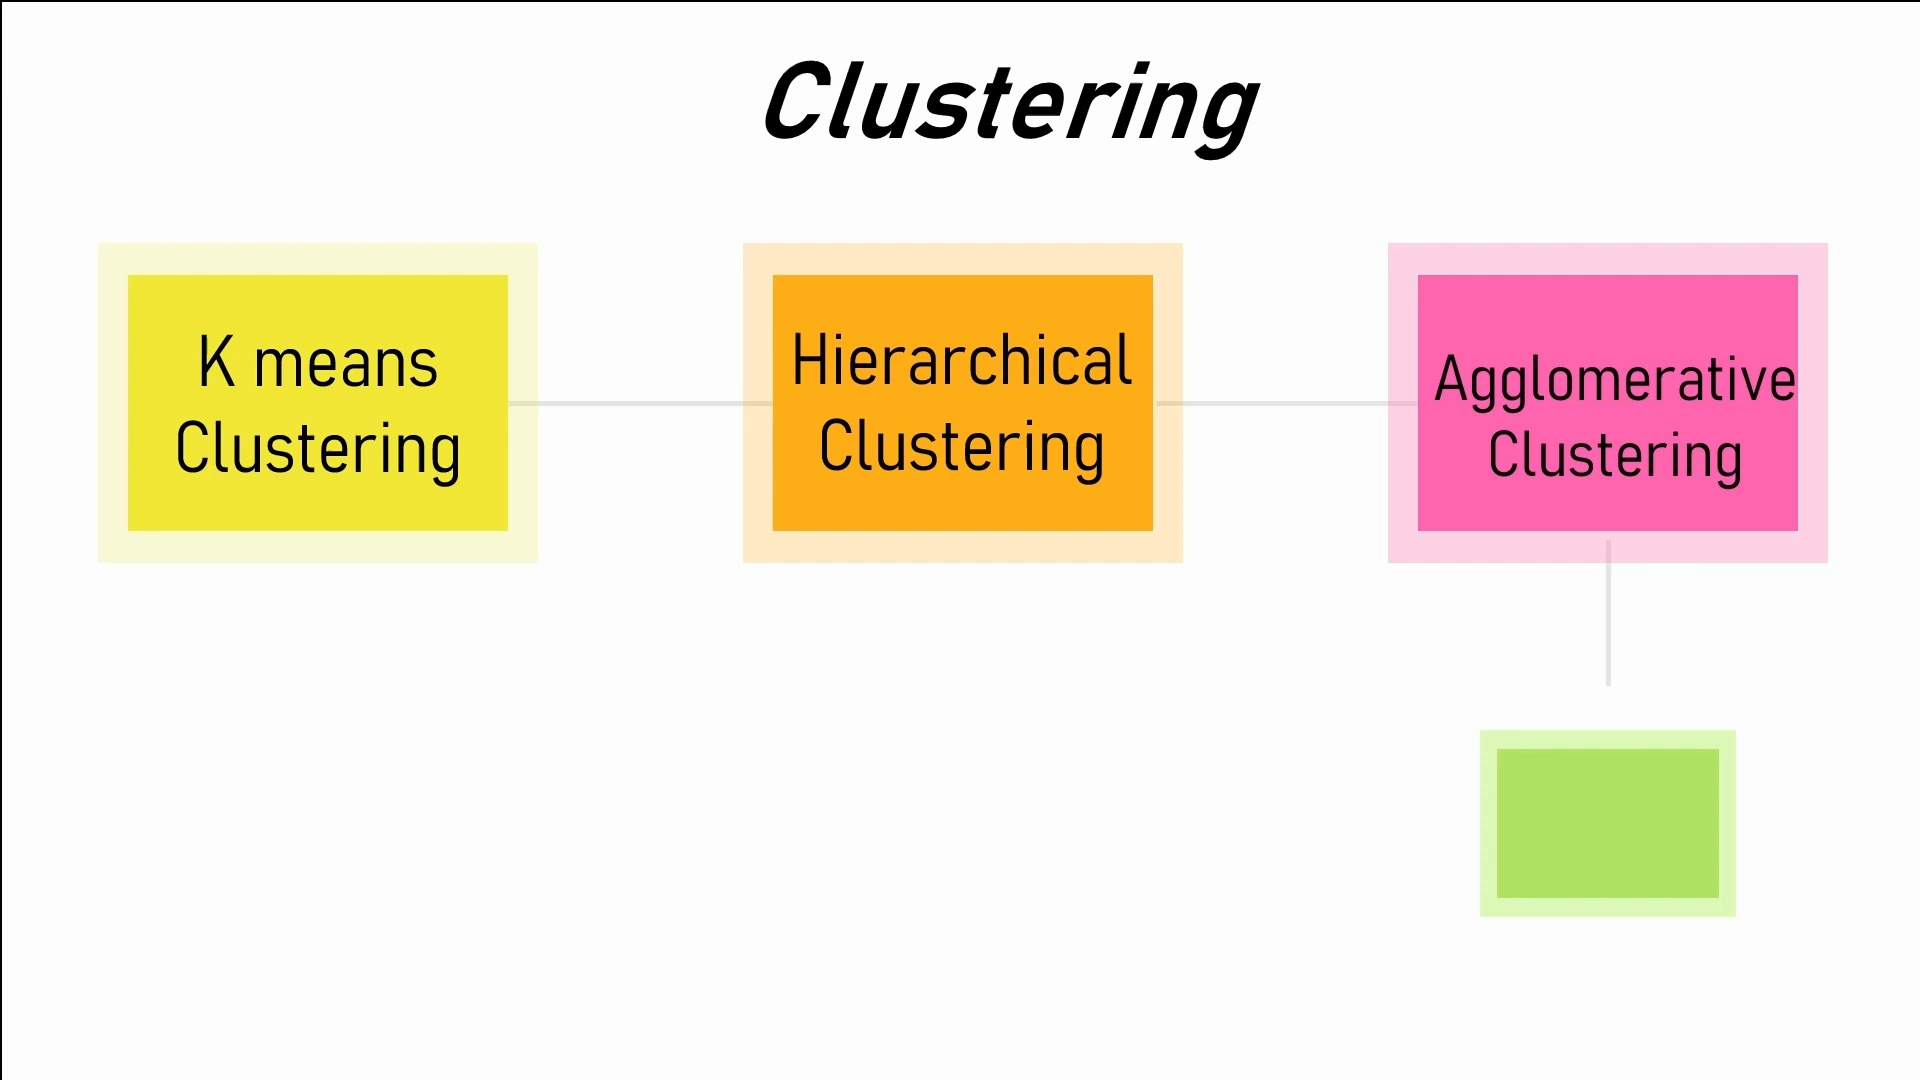 Clustering
K means
Clustering
Hierarchical
Clustering
Agglomerative
Clustering